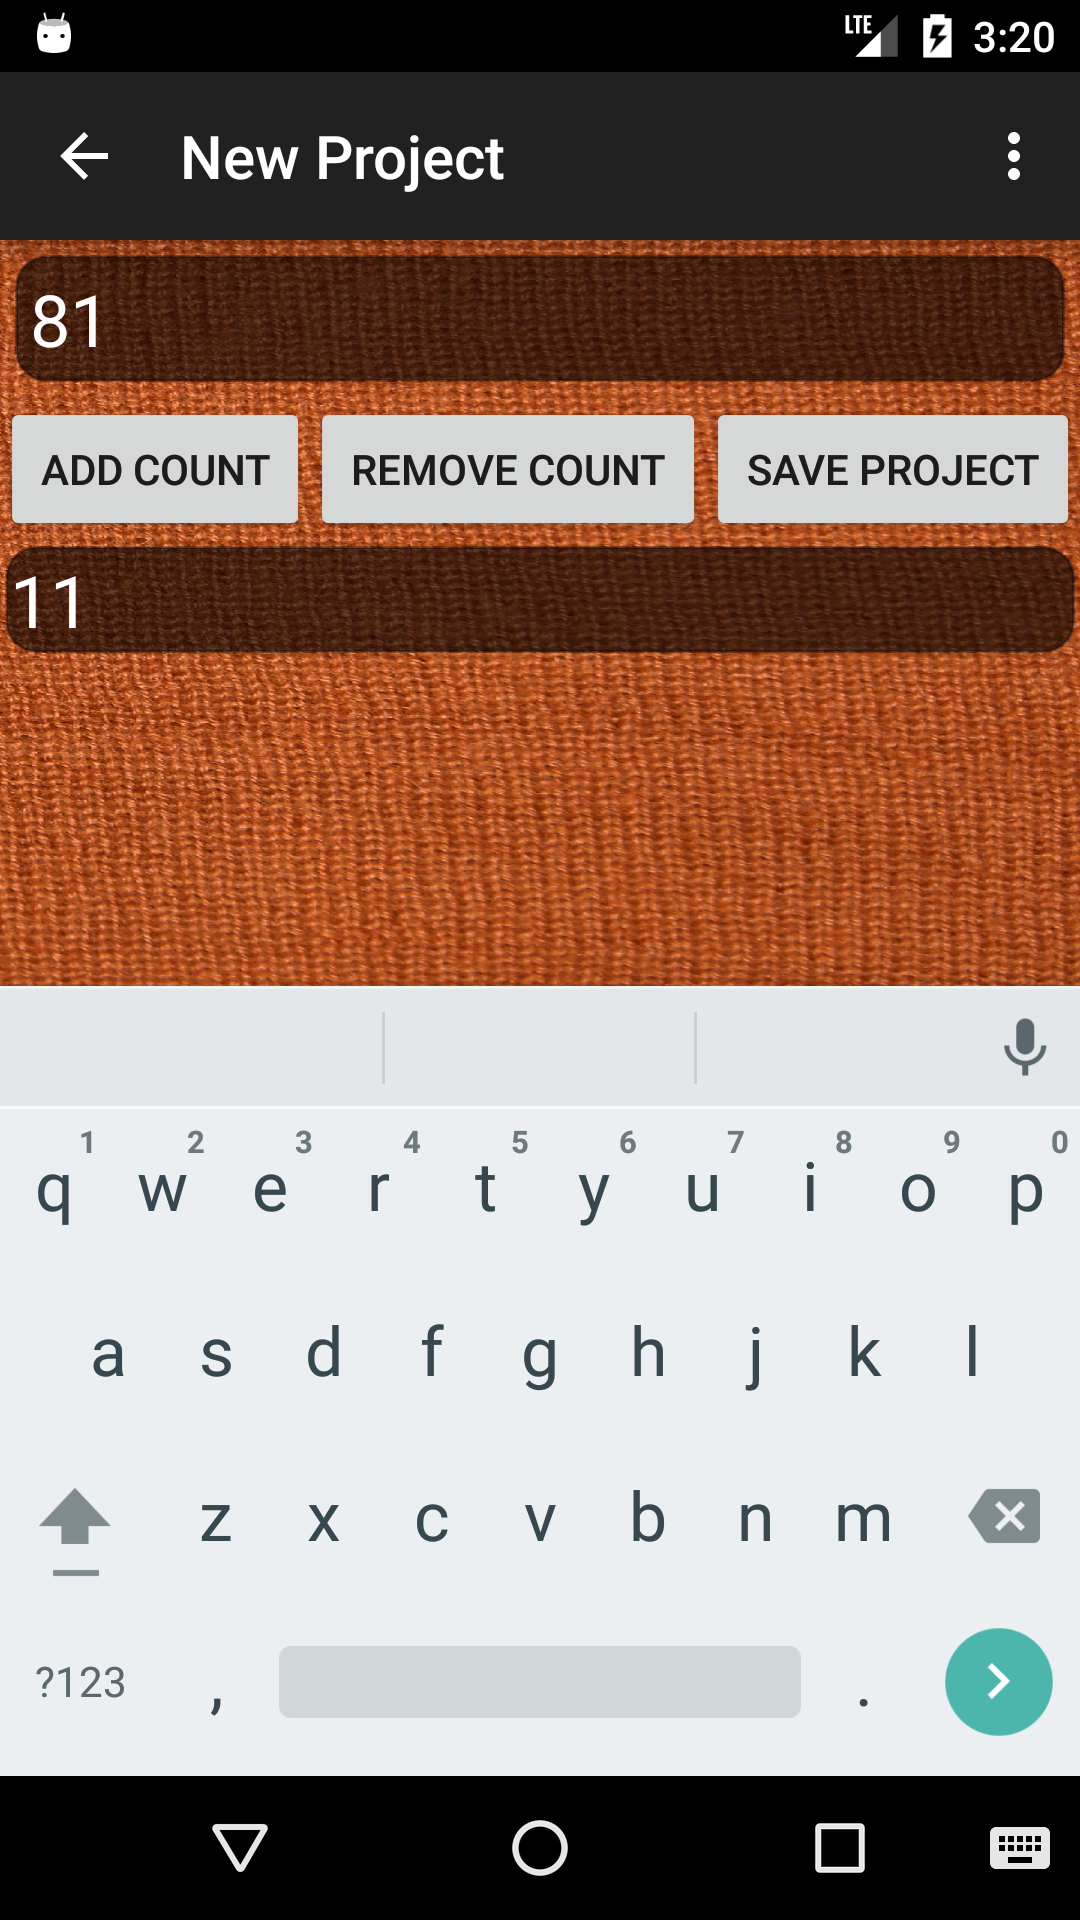 LTE 3:20
New Project
81
ADD COUNT REMOVE COUNT SAVE PROJECT
11
1 2 3 4 5 6 7 8 9 0
q w e r t y u i o p
a s d f g h j k l
z x c v b n m
?123 , .